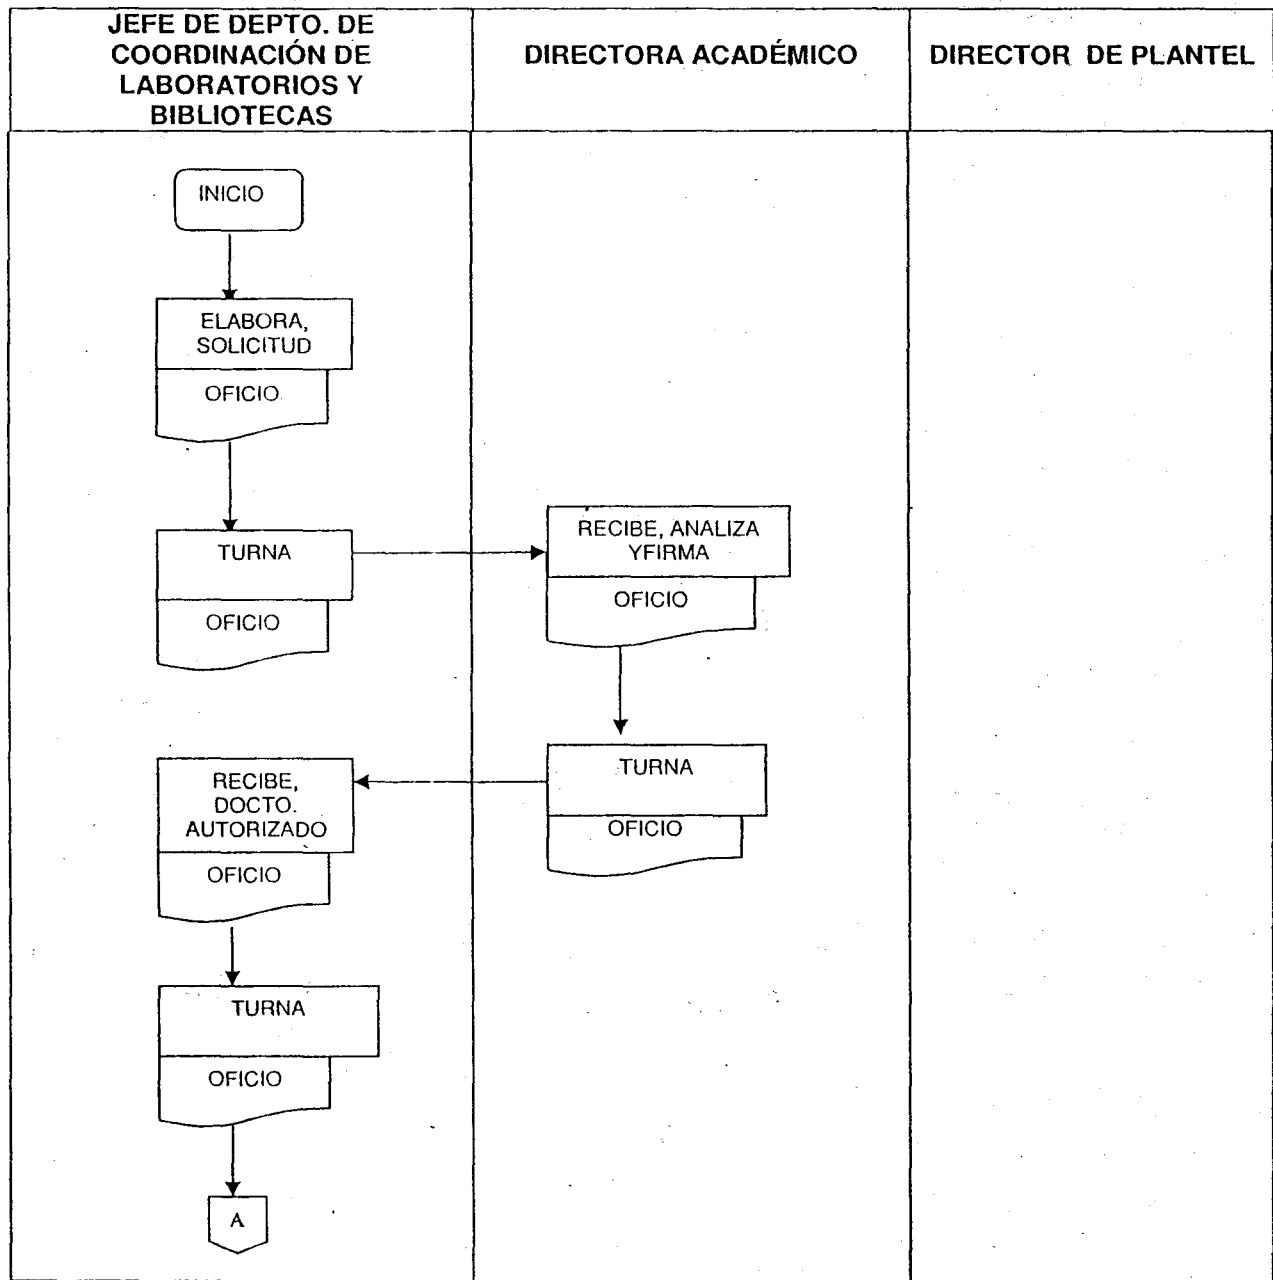 JEFE DE DEPTO. DE
COORDINACIÓN DE
LABORATORIOS Y
BIBLIOTECAS
DIRECTORA ACADÉMICO
DIRECTOR DE PLANTEL
INICIO
ELABORA,
SOLICITUD
OFICIO
TURNA
OFICIO
RECIBE, ANALIZA
YFIRMA
OFICIO
TURNA
OFICIO
RECIBE,
DOCTO.
AUTORIZADO
OFICIO
TURNA
OFICIO
A